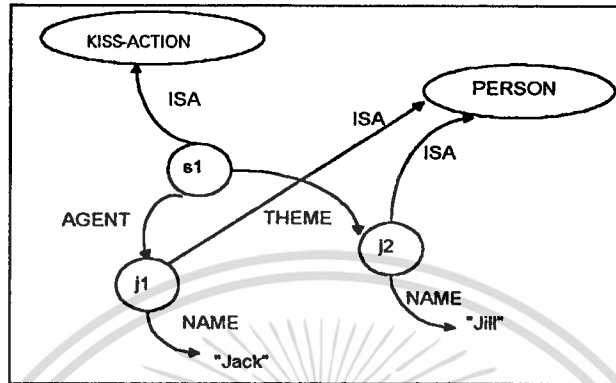 KISS-ACTION
PERSON
ISA
ISA
ISA
s1
AGENT
THEME
j1
j2
NAME
NAME
"Jack"
"Jill"